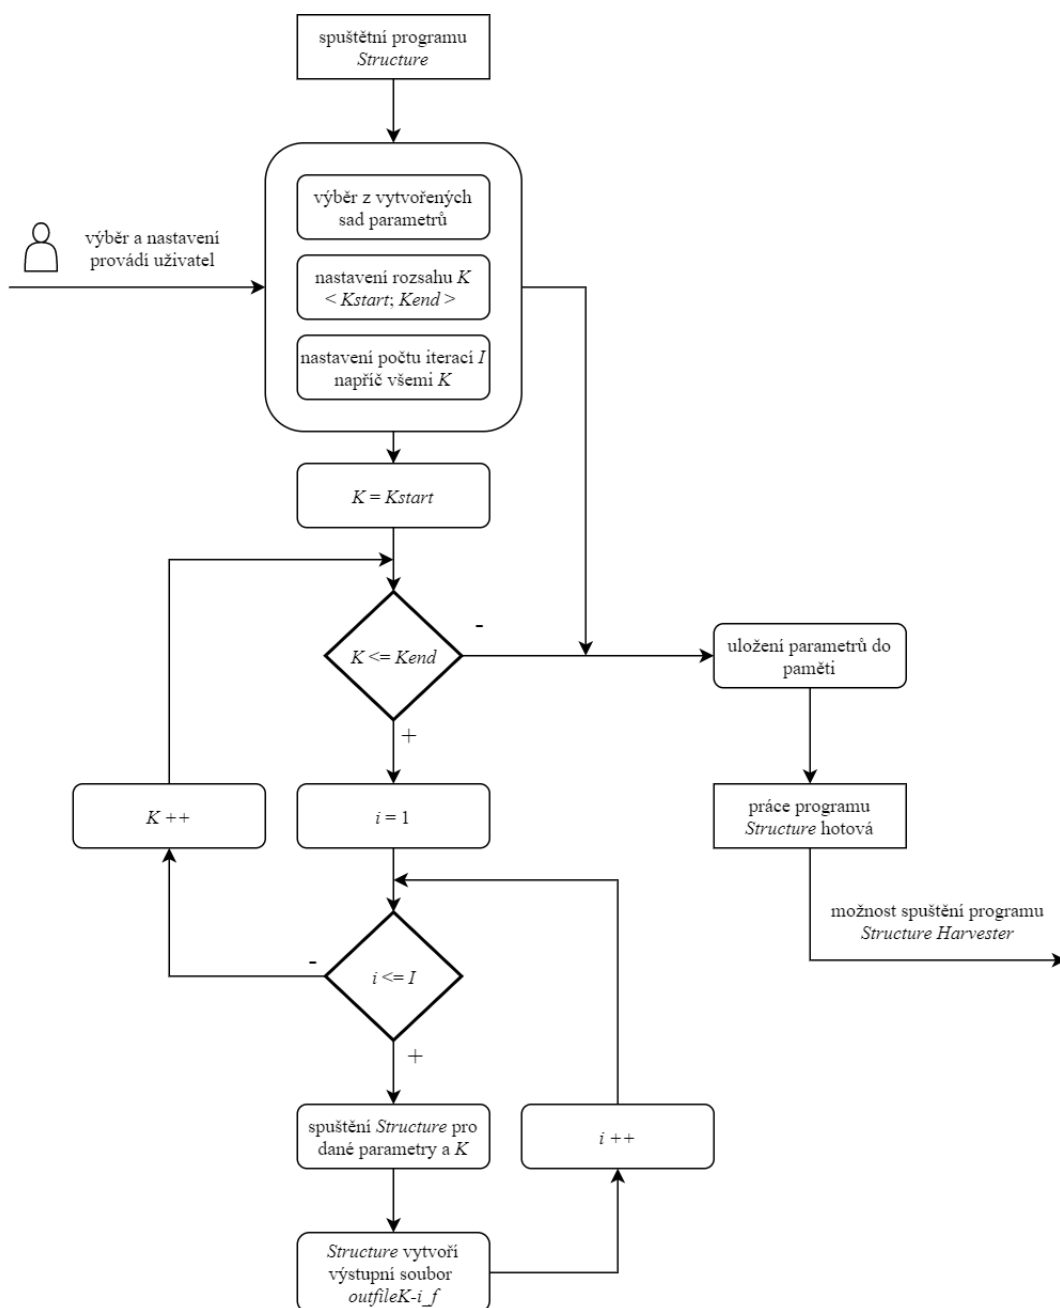 spuštětní programu
Structure
výběr z vytvořených
sad parametrů
výběr a nastavení
provádí uživatel
nastavení rozsahu K
< Kstart; Kend >
nastavení počtu iterací I
napříč všemi K
K = Kstart
K <= Kend
-
+
uložení parametrů do
paměti
K ++
i = 1
práce programu
Structure hotová
možnost spuštění programu
Structure Harvester
i <= I
-
+
spuštění Structure pro
dané parametry a K
i ++
Structure vytvoří
výstupní soubor
outfileK-i_f